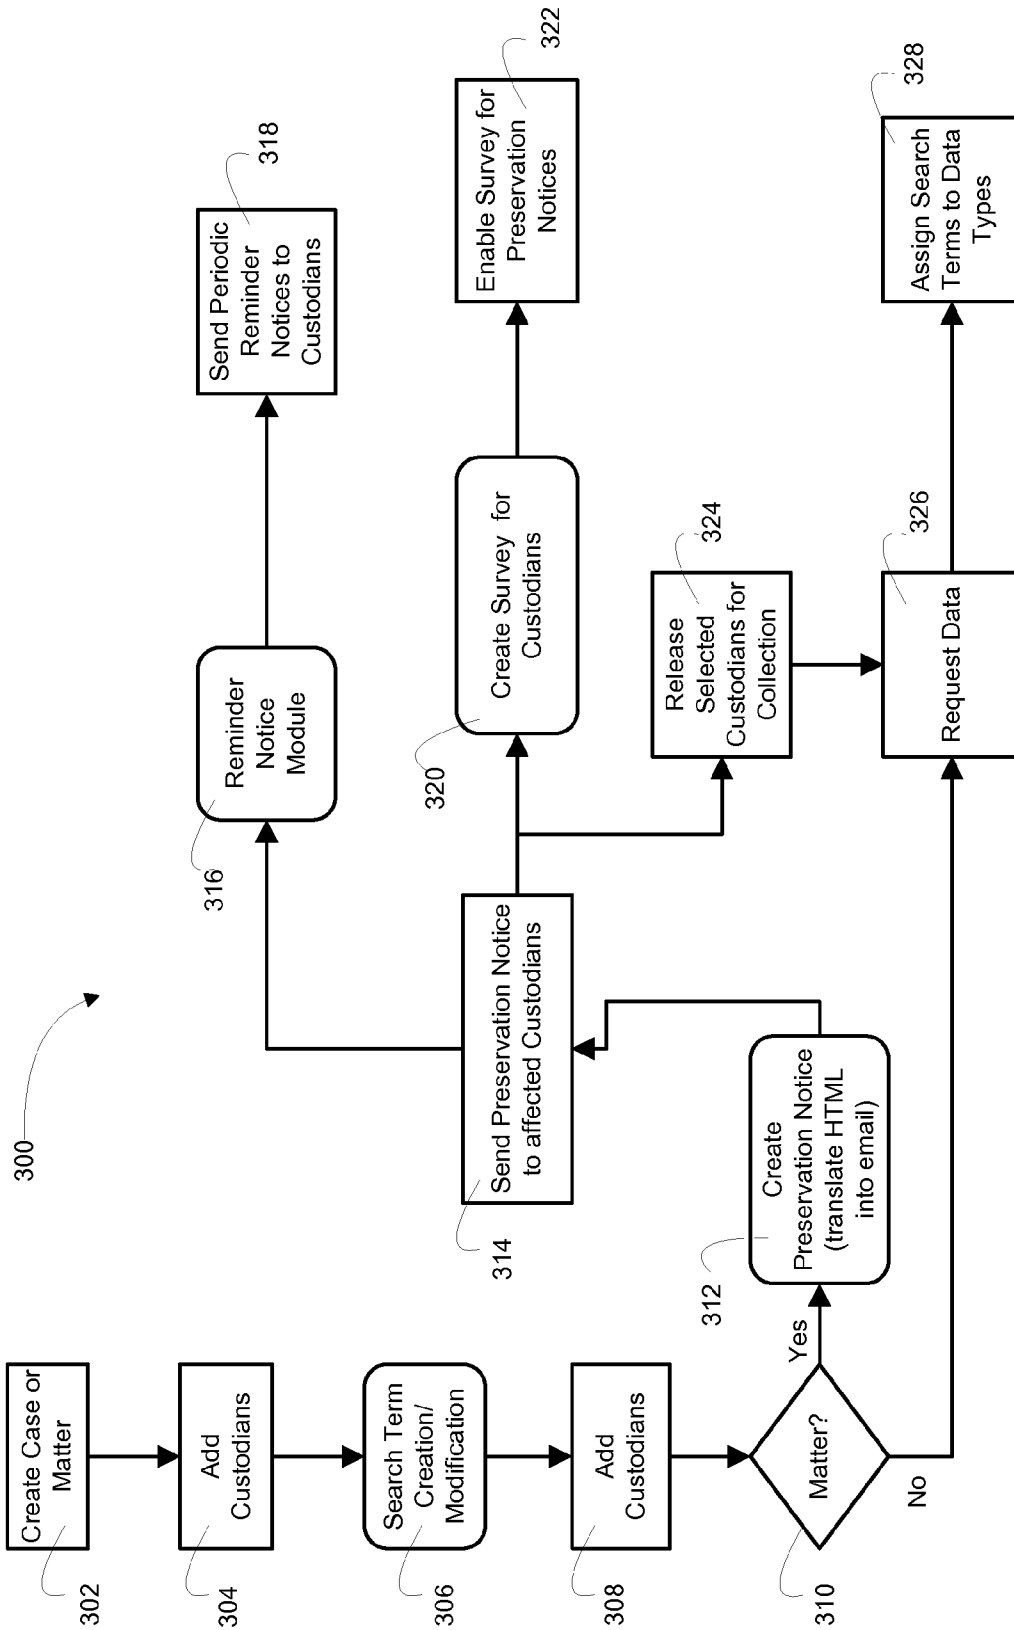 300
302
Create Case or
Matter
304
Add
Custodians
306
Search Term
Creation/
Modification
308
Add
Custodians
310
Matter?
Yes
No
312
Create
Preservation Notice
(translate HTML
into email)
314
Send Preservation Notice
to affected Custodians
316
Reminder
Notice
Module
318
Send Periodic
Reminder
Notices to
Custodians
320
Create Survey for
Custodians
322
Enable Survey for
Preservation
Notices
324
Release
Selected
Custodians for
Collection
326
Request Data
328
Assign Search
Terms to Data
Types